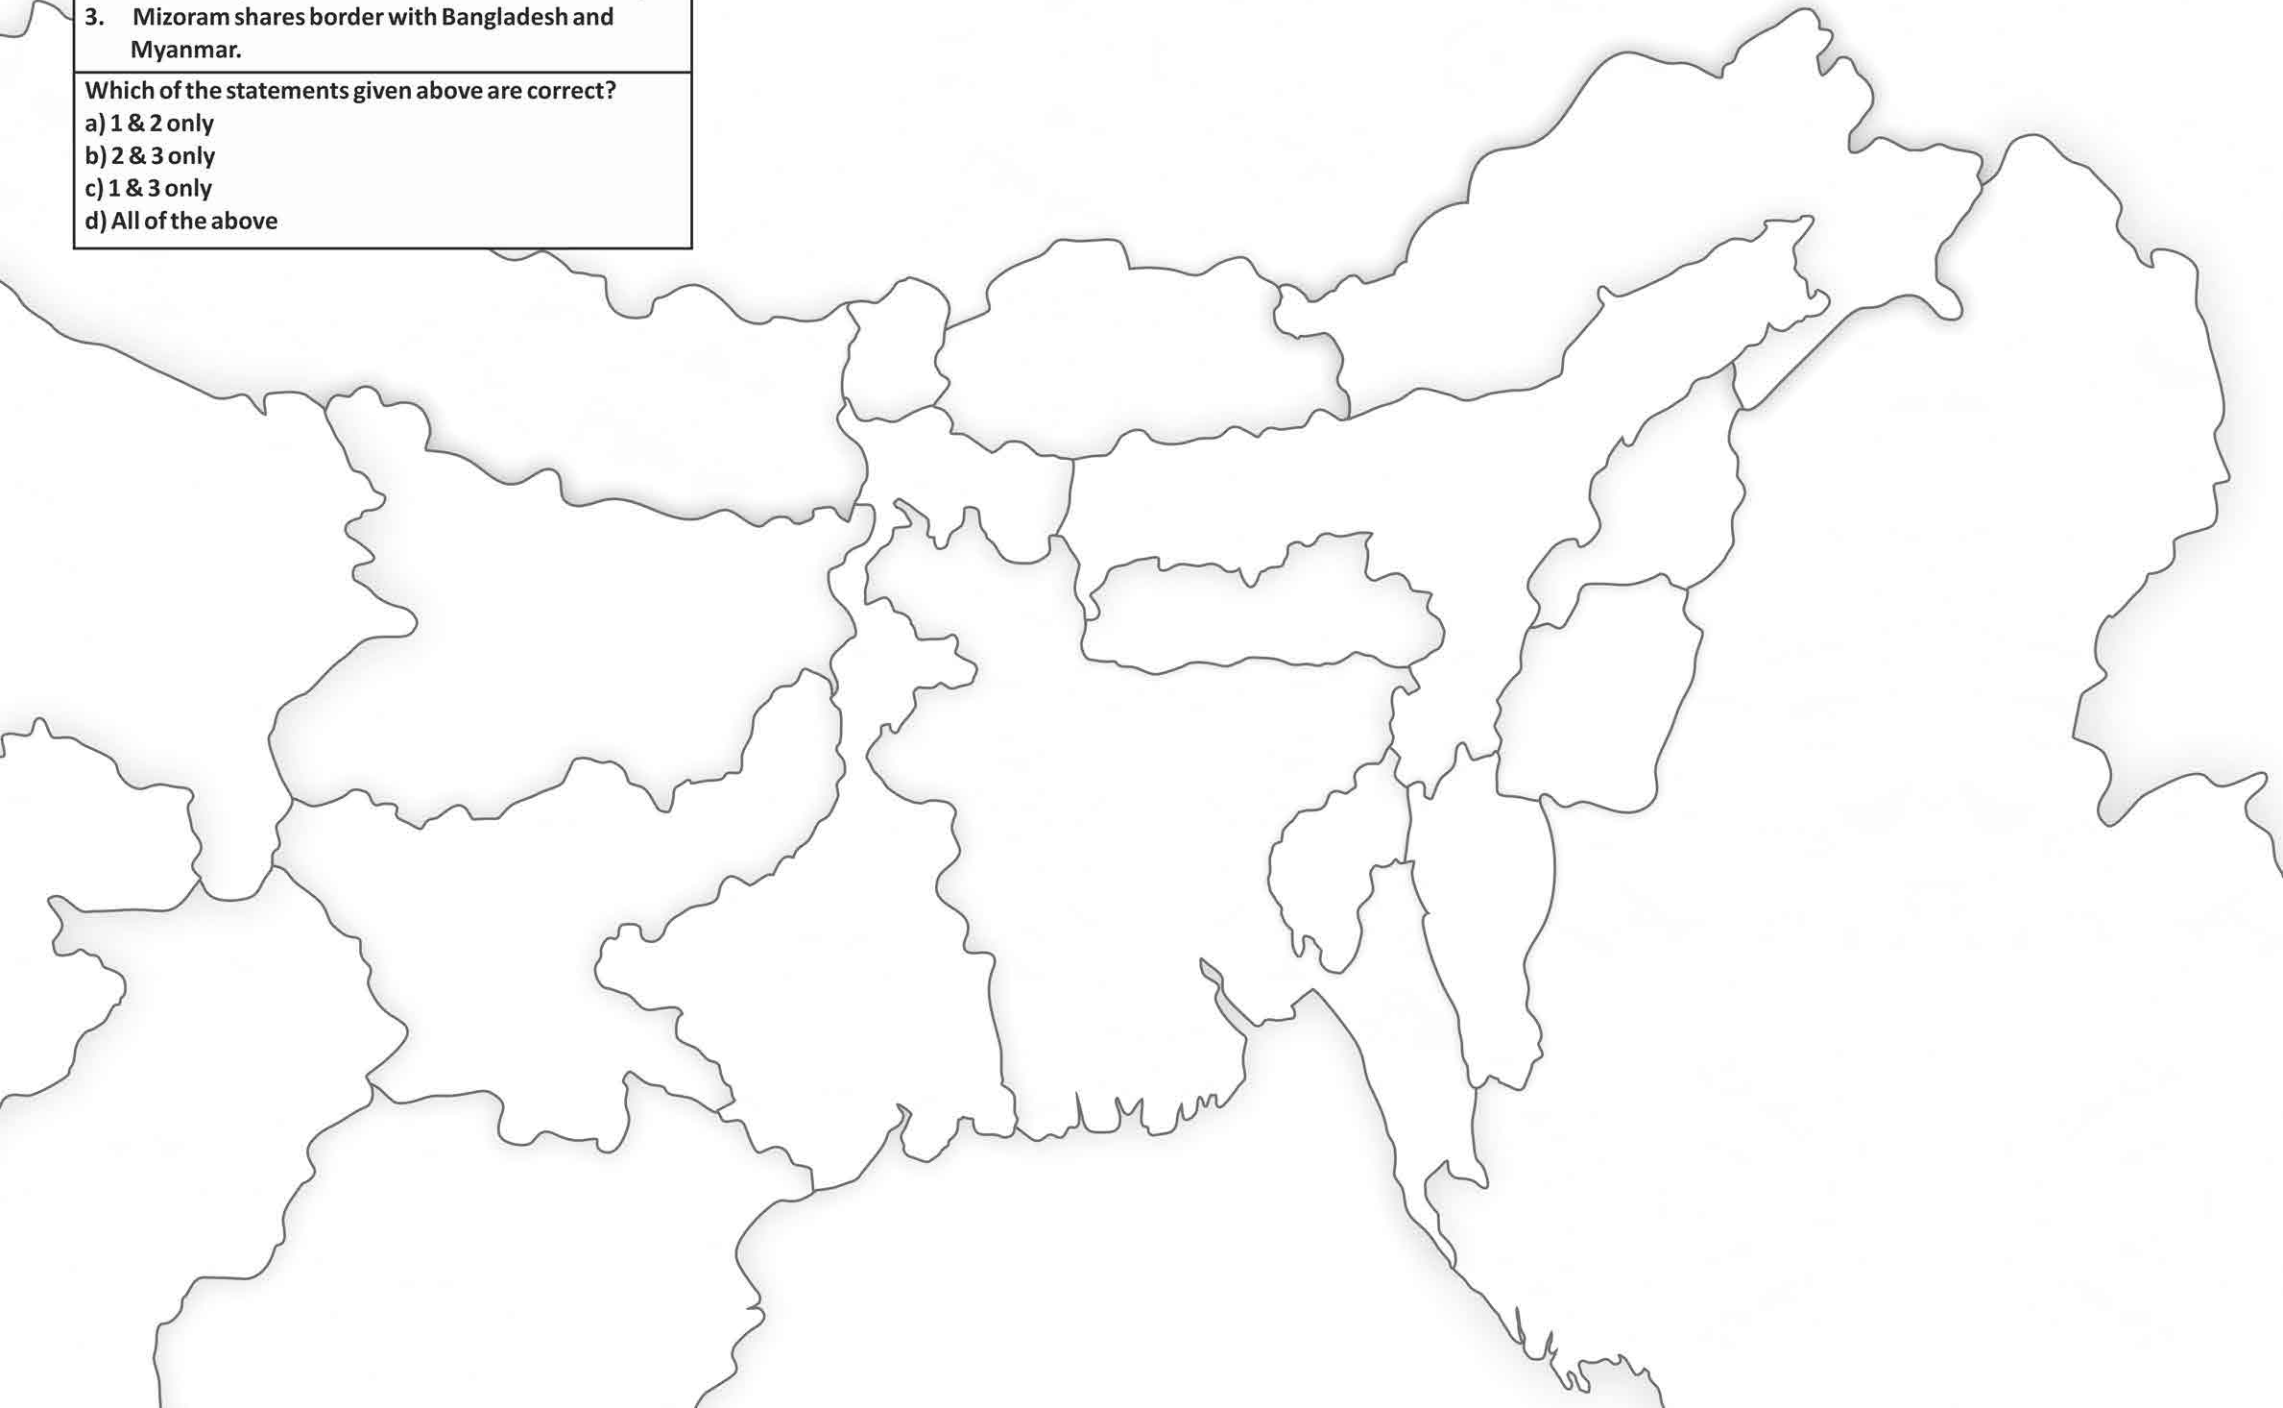 3. Mizoram shares border with Bangladesh and
Myanmar.
Which of the statements given above are correct?
a) 1 & 2 only
b) 2 & 3 only
c) 1 & 3 only
d) All of the above